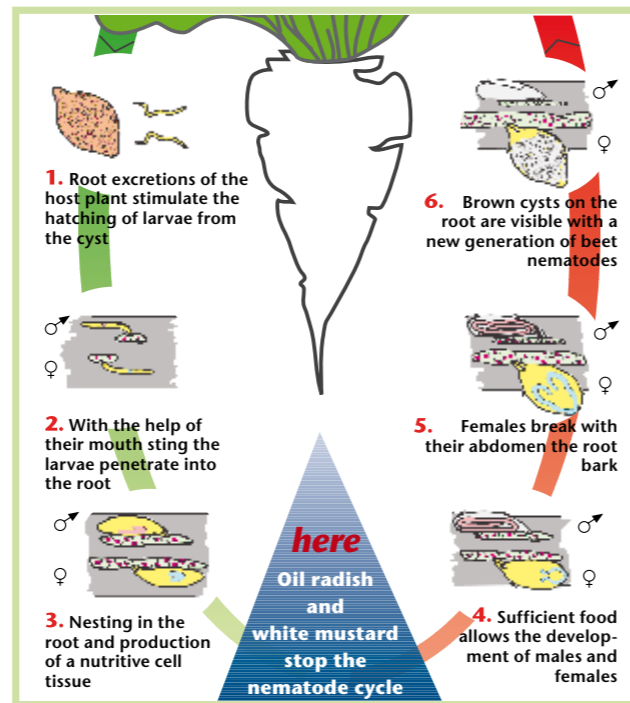 1. Root excretions of the
host plant stimulate the
hatching of larvae from
the cyst
2. With the help of
their mouth sting the
larvae penetrate into
the root
3. Nesting in the
root and production
of a nutritive cell
tissue
here
Oil radish
and
white mustard
stop the
nematode cycle
4. Sufficient food
allows the develop-
ment of males and
females
5. Females break with
their abdomen the root
bark
6. Brown cysts on the
root are visible with a
new generation of beet
nematodes